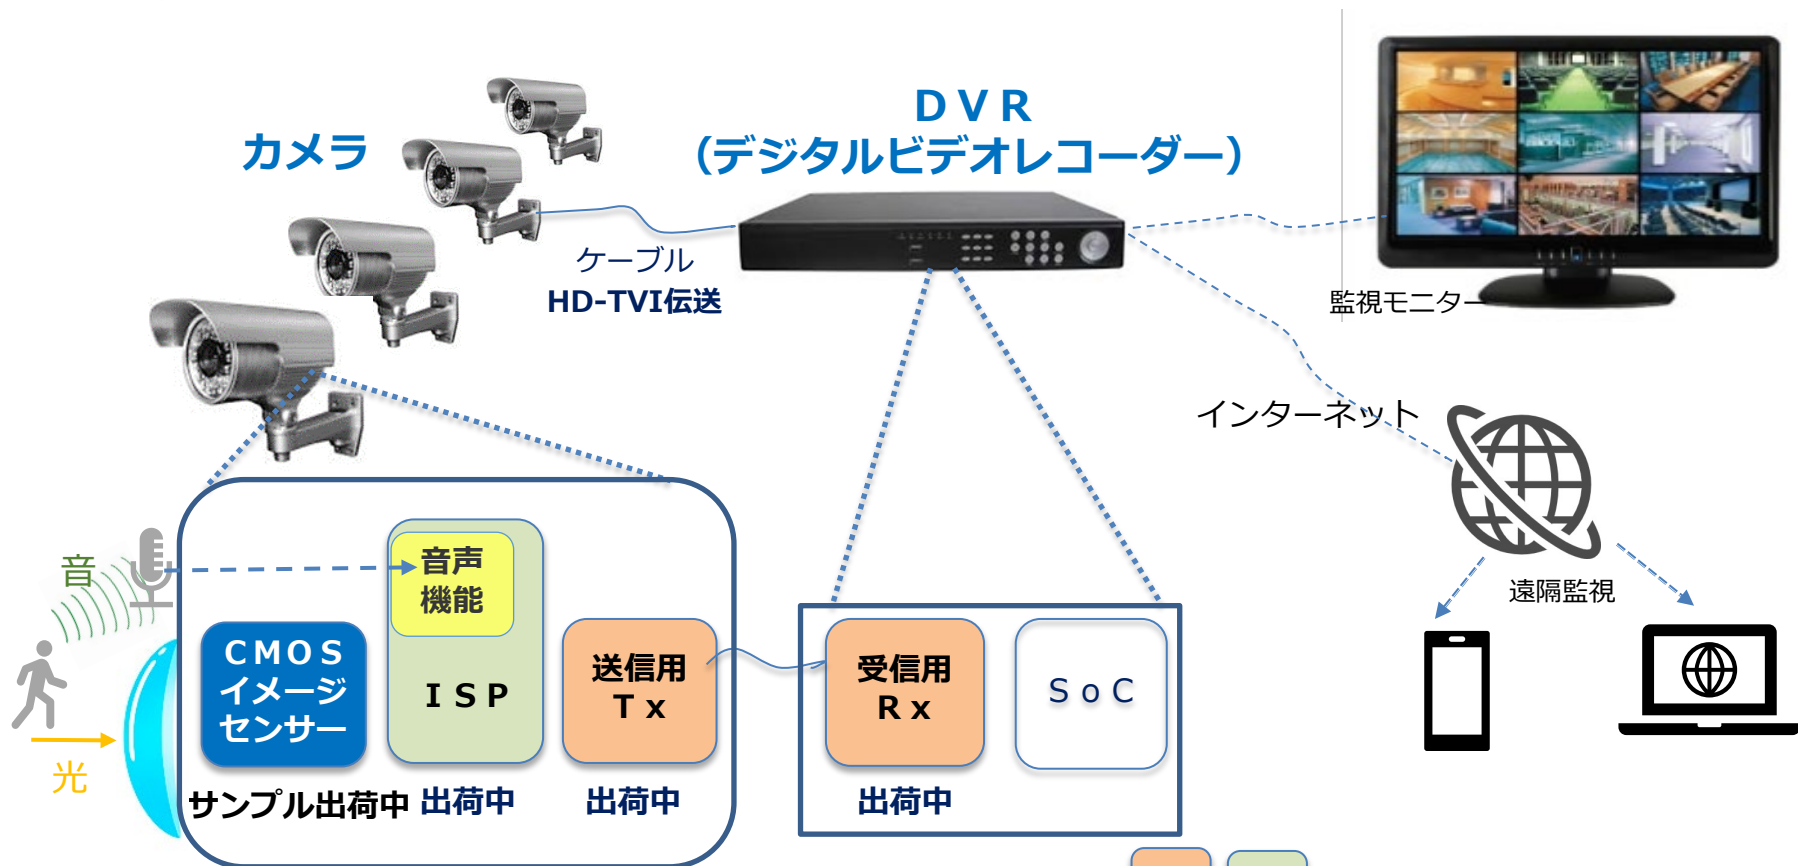 カメラ
ＤＶＲ
（デジタルビデオレコーダー）
ケーブル
HD-TVI伝送
監視モニター
インターネット
遠隔監視
音
光
音声
機能
ＣＭＯＳ
イメージ
センサー
ＩＳＰ
送信用
Ｔｘ
受信用
Ｒｘ
ＳｏＣ
サンプル出荷中
出荷中
出荷中
出荷中